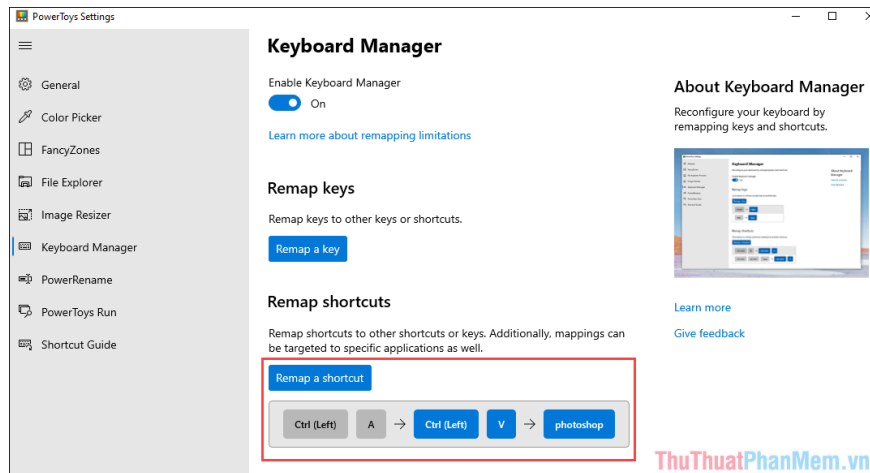 PowerToys Settings
General
Color Picker
FancyZones
File Explorer
Image Resizer
Keyboard Manager
PowerRename
PowerToys Run
Shortcut Guide
Keyboard Manager
Enable Keyboard Manager
On
Learn more about remapping limitations
Remap keys
Remap keys to other keys or shortcuts.
Remap a key
Remap shortcuts
Remap shortcuts to other shortcuts or keys. Additionally, mappings can
be targeted to specific applications as well.
Remap a shortcut
Ctrl (Left) A → Ctrl (Left) V → photoshop
About Keyboard Manager
Reconfigure your keyboard by
remapping keys and shortcuts.
Learn more
Give feedback
ThuThuatPhanMem.vn